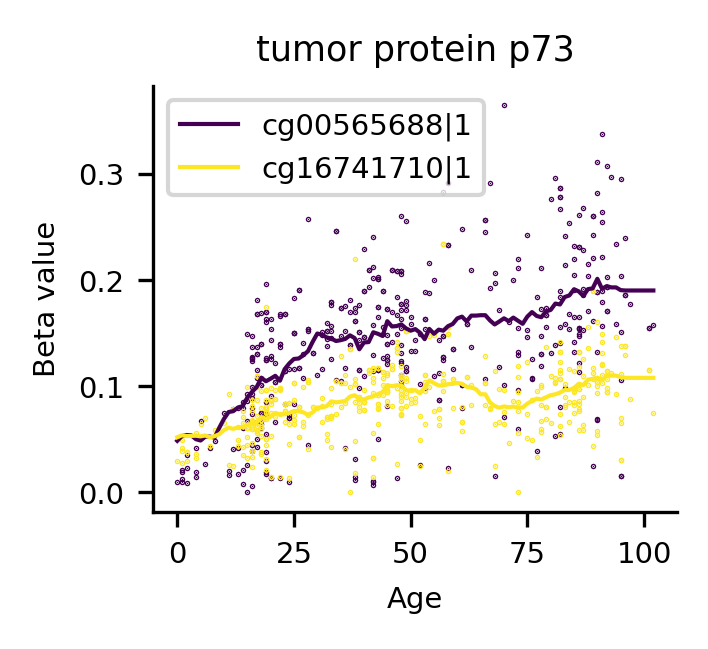 tumor protein p73
cg00565688|1
cg16741710|1
Beta value
0.3
0.2
0.1
0.0
0 25 50 75 100
Age